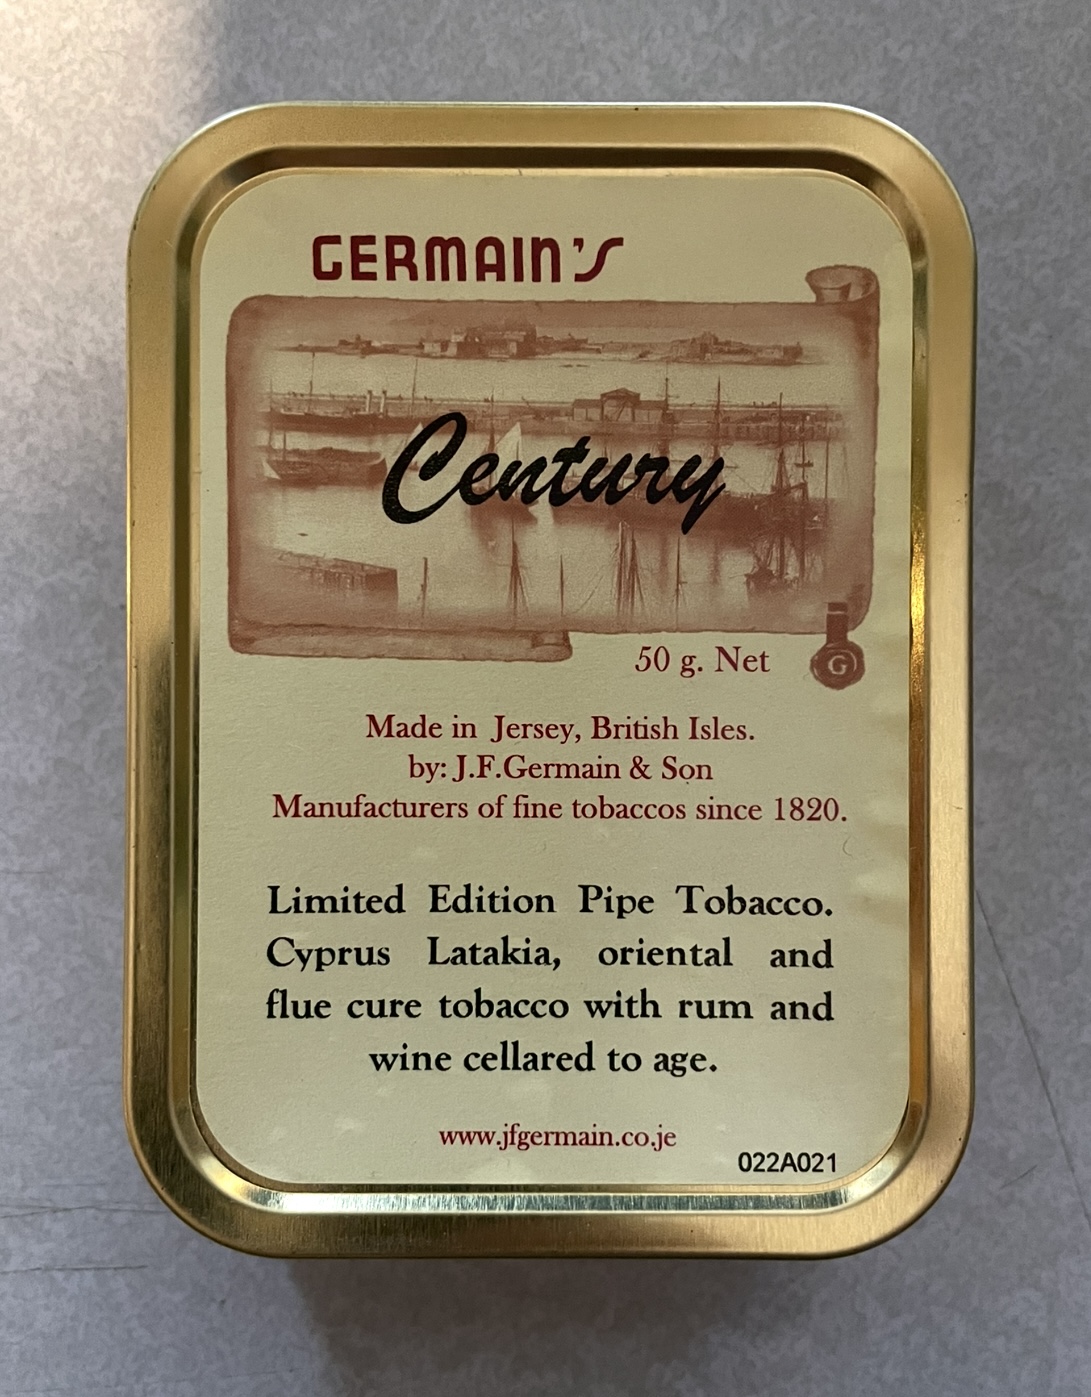 GERMAIN'S
Century
50 g. Net
G
Made in Jersey, British Isles.
by: J.F.Germain & Son
Manufacturers of fine tobaccos since 1820.
Limited Edition Pipe Tobacco.
Cyprus Latakia, oriental and
flue cure tobacco with rum and
wine cellared to age.
www.jfgermain.co.je
022A021